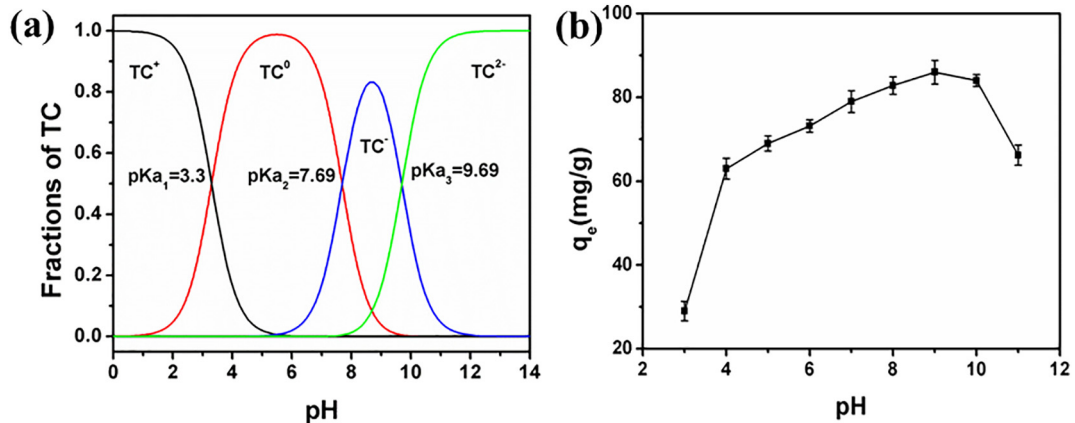 (a)
Fractions of TC
1.0
0.8
0.6
0.4
0.2
0.0
TC⁺
TC⁰
TC⁻
TC²⁻
pKa₁=3.3
pKa₂=7.69
pKa₃=9.69
0 2 4 6 8 10 12 14
pH
(b)
qₑ(mg/g)
100
80
60
40
20
2 4 6 8 10 12
pH